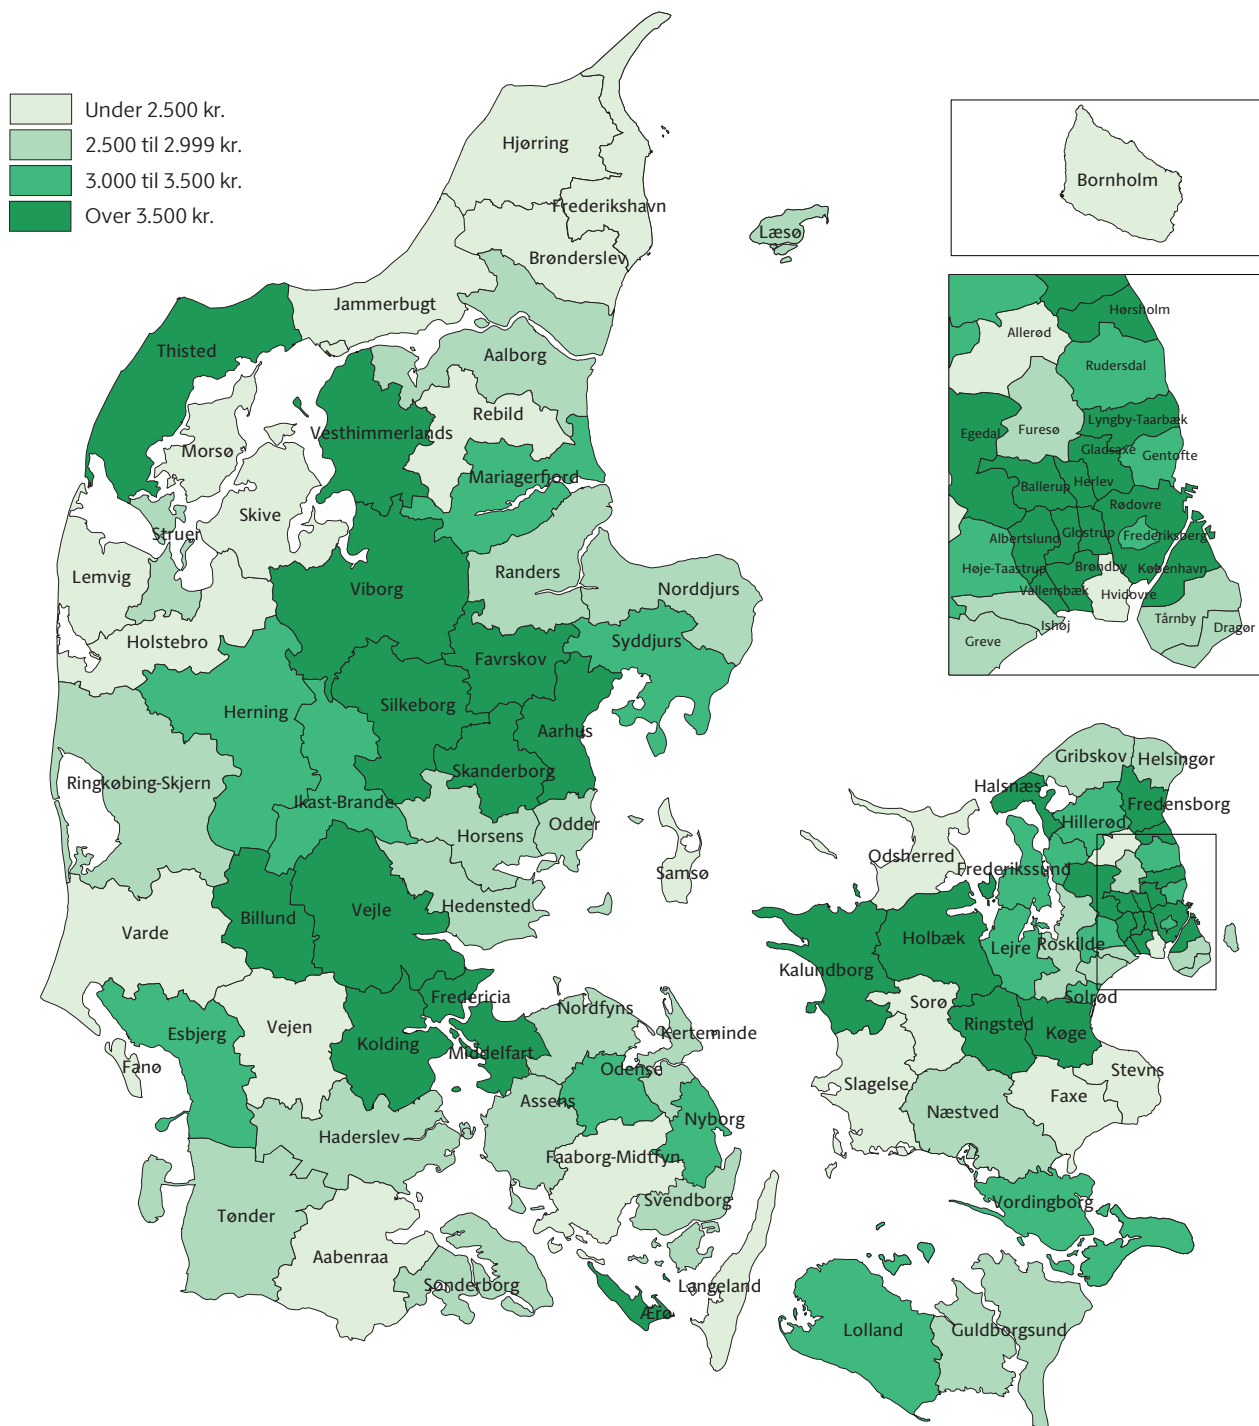 Under 2.500 kr.
2.500 til 2.999 kr.
3.000 til 3.500 kr.
Over 3.500 kr.
Hjørring
Frederikshavn
Brønderslev
Læsø
Jammerbugt
Thisted
Aalborg
Rebild
Vesthimmerlands
Morsø
Mariagerfjord
Skive
Struer
Lemvig
Viborg
Randers
Norddjurs
Holstebro
Syddjurs
Favrskov
Silkeborg
Herning
Aarhus
Skanderborg
Ringkøbing-Skjern
Ikast-Brande
Horsens
Odder
Samsø
Hedensted
Vejle
Billund
Varde
Fredericia
Vejen
Kolding
Esbjerg
Fanø
Middelfart
Nordfyns
Kerteminde
Odense
Assens
Nyborg
Haderslev
Faaborg-Midtfyn
Svendborg
Tønder
Aabenraa
Sønderborg
Langeland
Ærø
Bornholm
Hørsholm
Allerød
Rudersdal
Lyngby-Taarbæk
Furesø
Egedal
Gladsaxe
Gentofte
Herlev
Ballerup
Rødovre
Glostrup
Frederiksberg
Albertslund
Brøndby
København
Høje-Taastrup
Vallensbæk
Hvidovre
Tårnby
Ishøj
Dragør
Greve
Gribskov
Helsingør
Halsnæs
Fredensborg
Hillerød
Odsherred
Frederikssund
Holbæk
Lejre
Roskilde
Kalundborg
Solrød
Sorø
Ringsted
Køge
Stevns
Slagelse
Faxe
Næstved
Vordingborg
Lolland
Guldborgsund